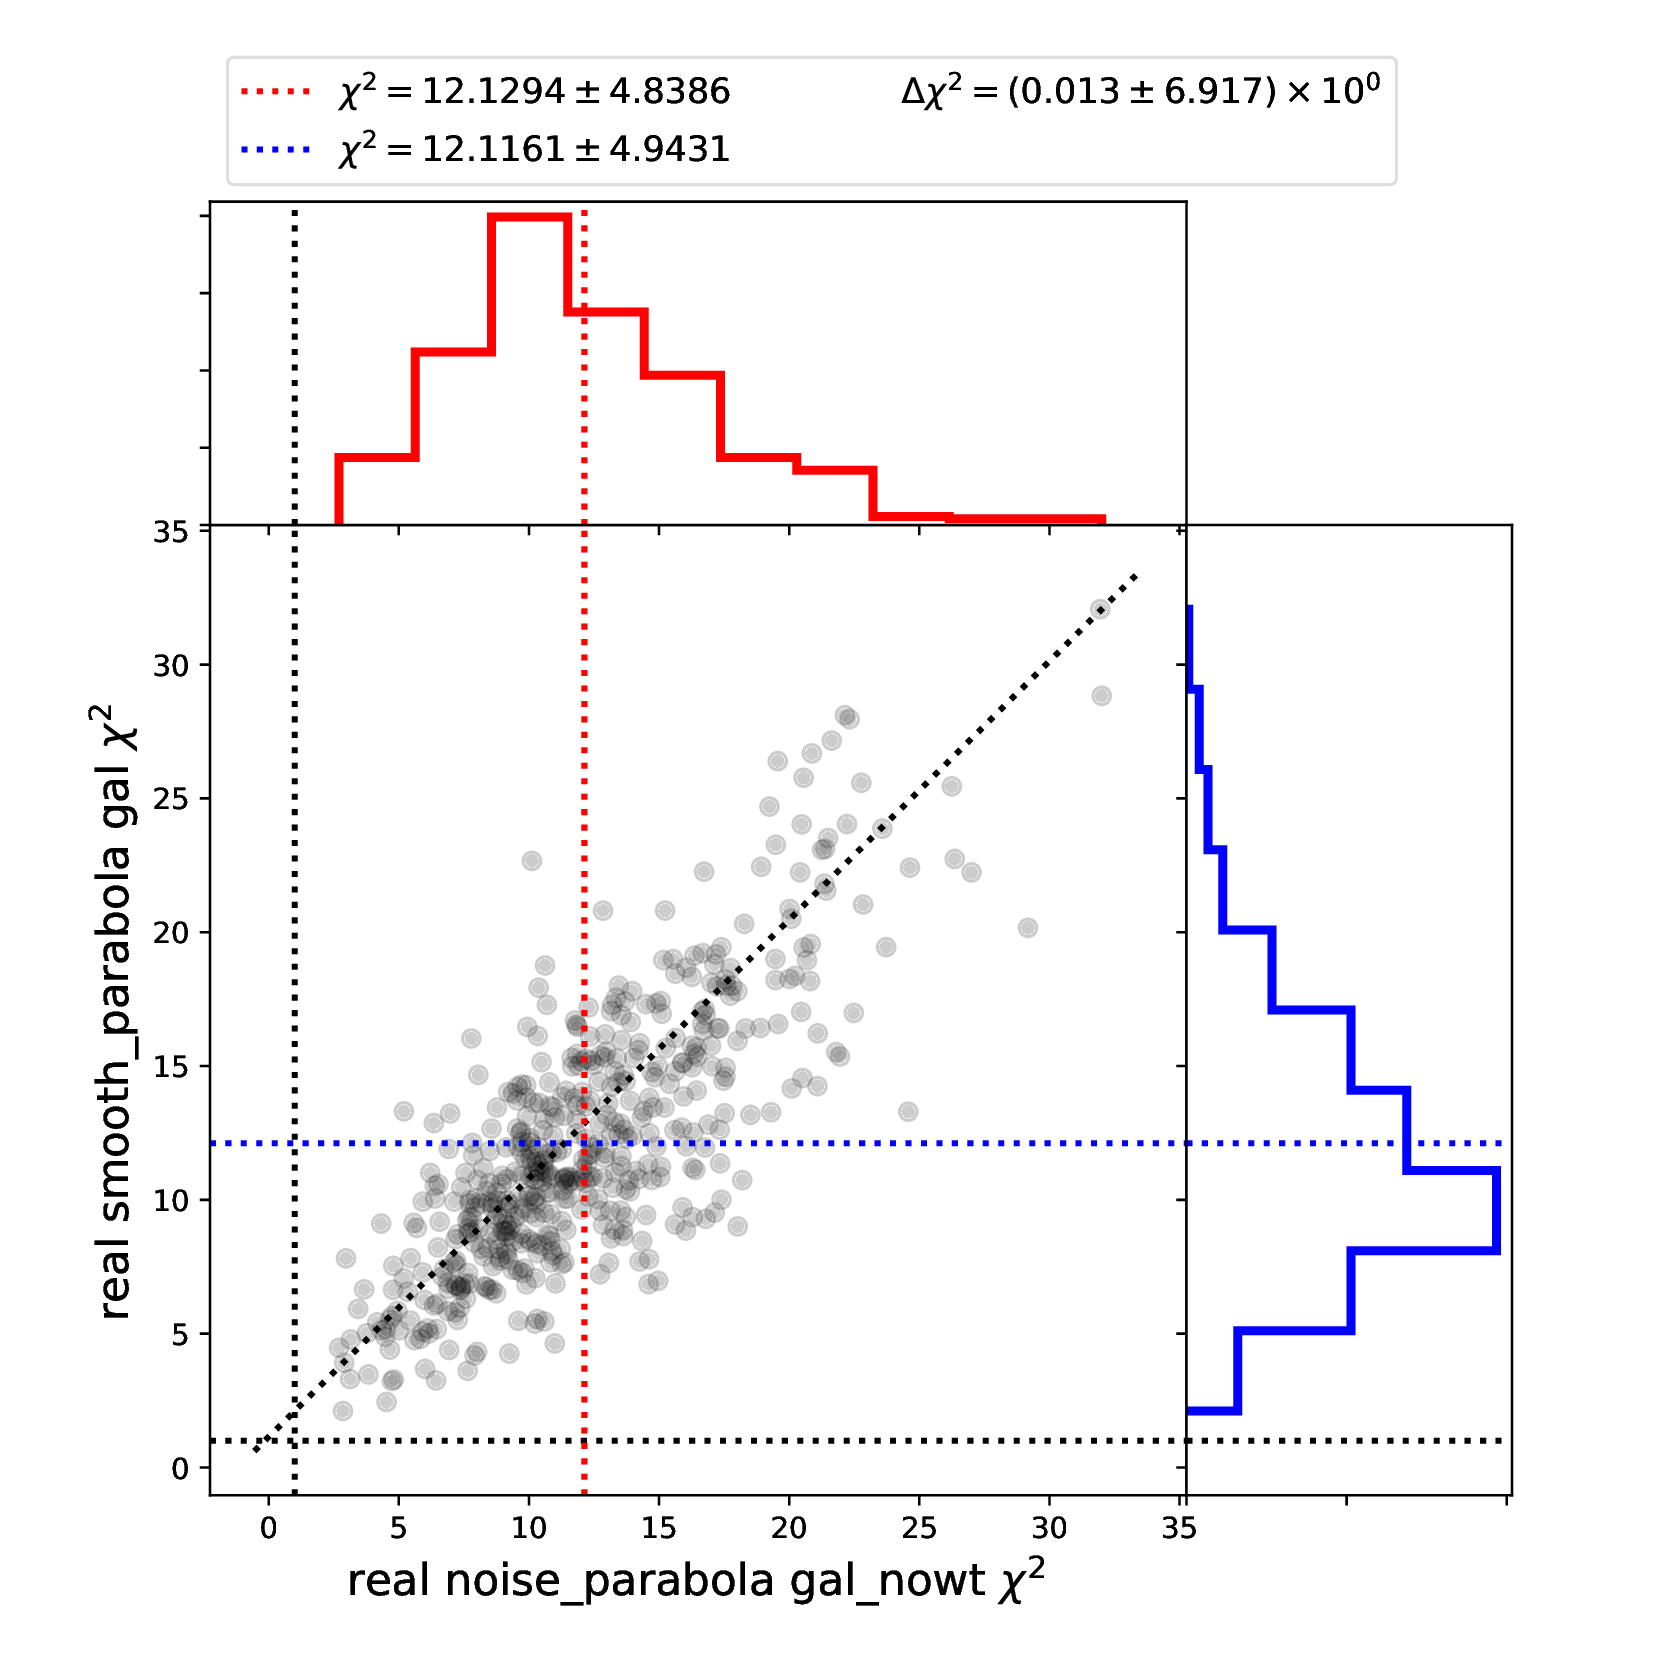 χ² = 12.1294 ± 4.8386
Δχ² = (0.013 ± 6.917) × 10⁰
χ² = 12.1161 ± 4.9431
35
30
25
20
15
10
5
0
real smooth_parabola gal χ²
0 5 10 15 20 25 30 35
real noise_parabola gal_nowt χ²